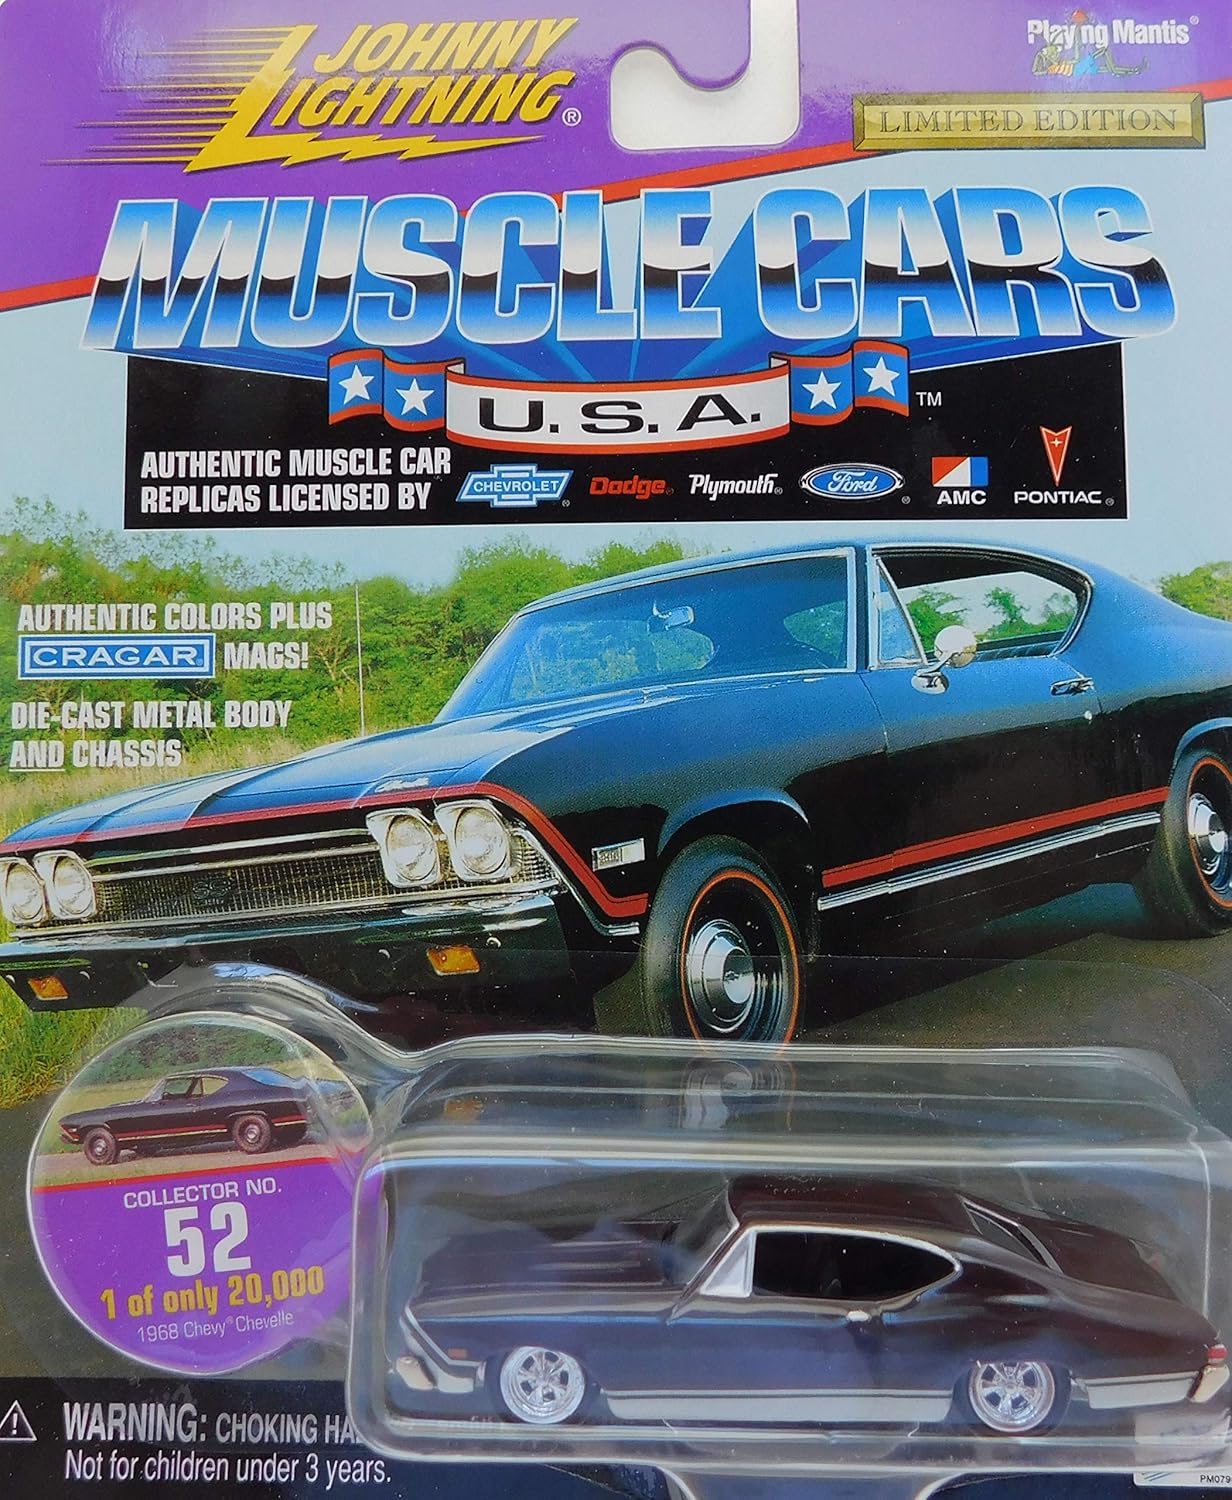 JOHNNY
LIGHTNING®
Playing Mantis®
LIMITED EDITION
MUSCLE CARS
U.S.A.™
AUTHENTIC MUSCLE CAR
REPLICAS LICENSED BY
CHEVROLET®
Dodge®
Plymouth®
Ford®
AMC
PONTIAC®
AUTHENTIC COLORS PLUS
CRAGAR MAGS!
DIE-CAST METAL BODY
AND CHASSIS
COLLECTOR NO.
52
1 of only 20,000
1968 Chevy® Chevelle
WARNING: CHOKING HA
Not for children under 3 years.
PM079